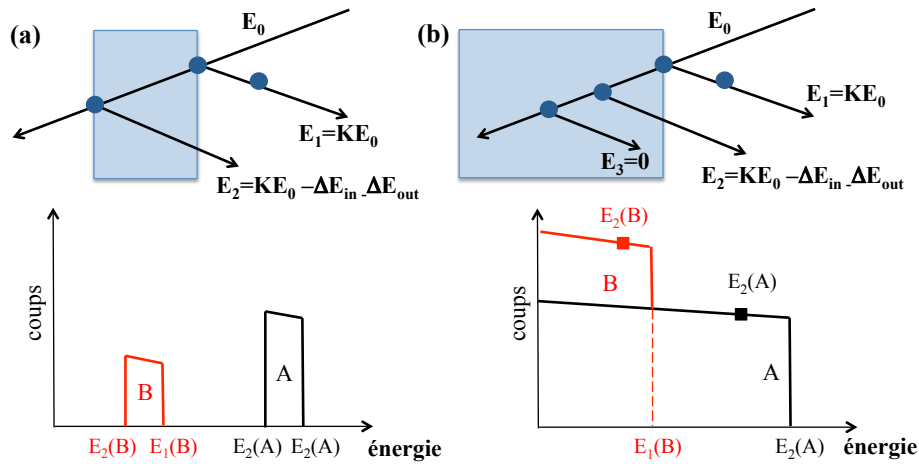 (a)
E₀
E₁=KE₀
E₂=KE₀ –ΔEᵢₙ - ΔEₒᵤₜ
(b)
E₀
E₁=KE₀
E₃=0
E₂=KE₀ –ΔEᵢₙ - ΔEₒᵤₜ
coups
B
A
E₂(B)
E₁(B)
E₂(A)
E₂(A)
énergie
coups
E₂(B)
B
E₂(A)
A
E₁(B)
E₂(A)
énergie